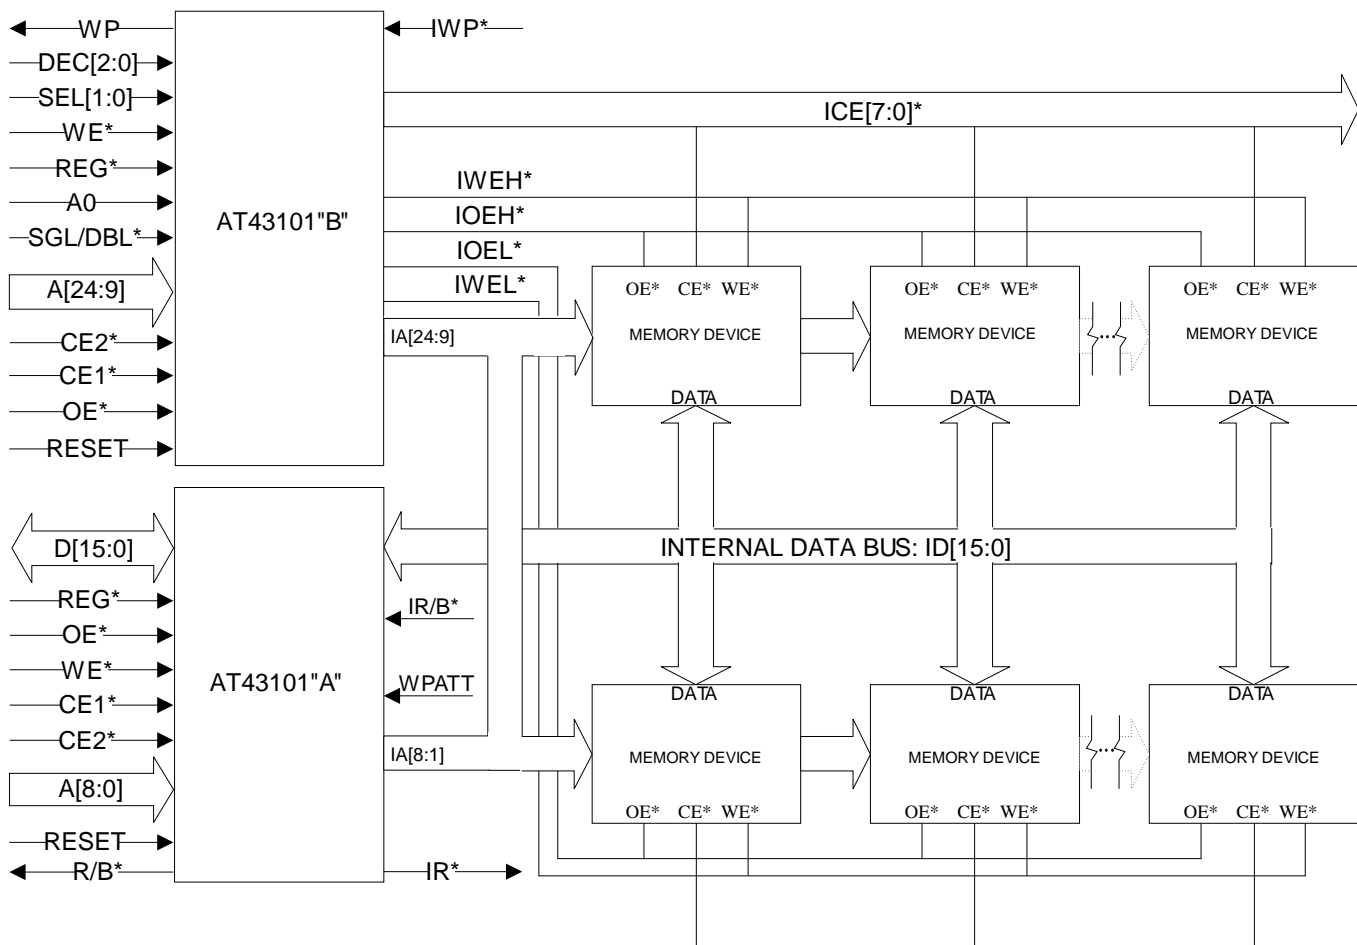 WP
IWP*
DEC[2:0]
SEL[1:0]
ICE[7:0]*
WE*
REG*
IWEH*
A0
AT43101"B"
IOEH*
SGL/DBL*
IOEL*
A[24:9]
IWEL*
OE* CE* WE*
OE* CE* WE*
OE* CE* WE*
CE2*
IA[24:9]
MEMORY DEVICE
MEMORY DEVICE
...
MEMORY DEVICE
CE1*
DATA
DATA
DATA
OE*
RESET
D[15:0]
INTERNAL DATA BUS: ID[15:0]
REG*
IR/B*
OE*
WE*
AT43101"A"
WPATT
DATA
DATA
DATA
CE1*
CE2*
IA[8:1]
MEMORY DEVICE
MEMORY DEVICE
...
MEMORY DEVICE
A[8:0]
OE* CE* WE*
OE* CE* WE*
OE* CE* WE*
RESET
R/B*
IR*